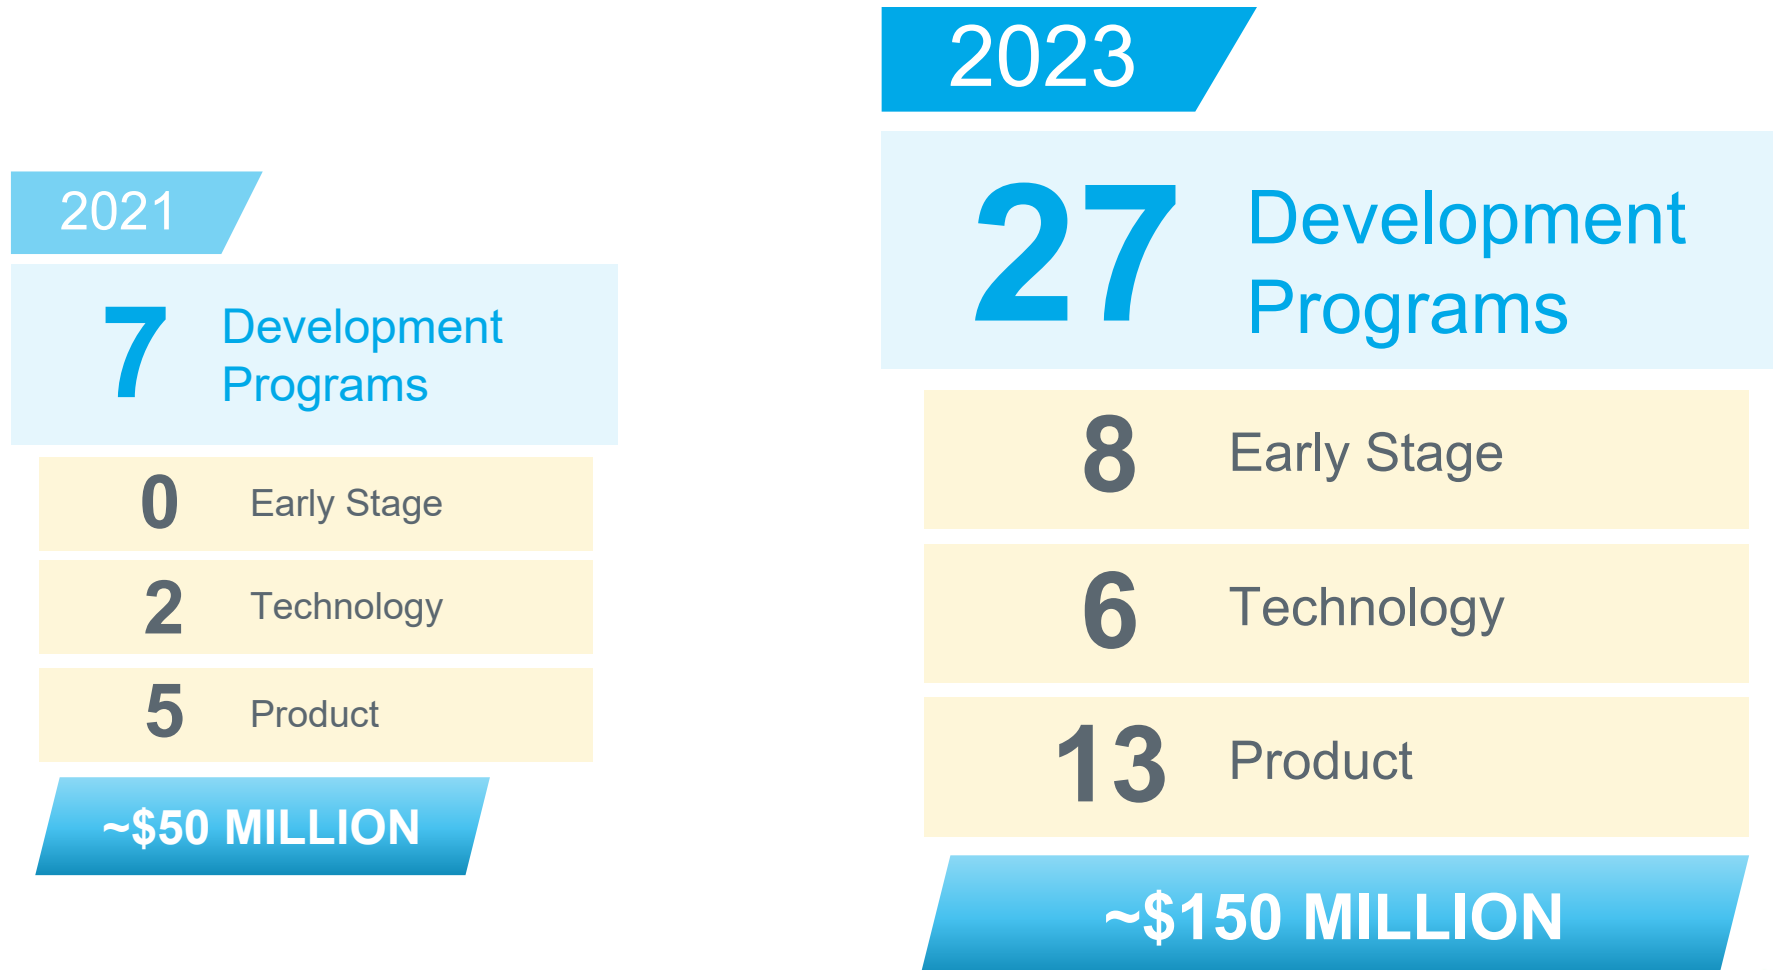 2021
7 Development
Programs
0 Early Stage
2 Technology
5 Product
~$50 MILLION
2023
27 Development
Programs
8 Early Stage
6 Technology
13 Product
~$150 MILLION